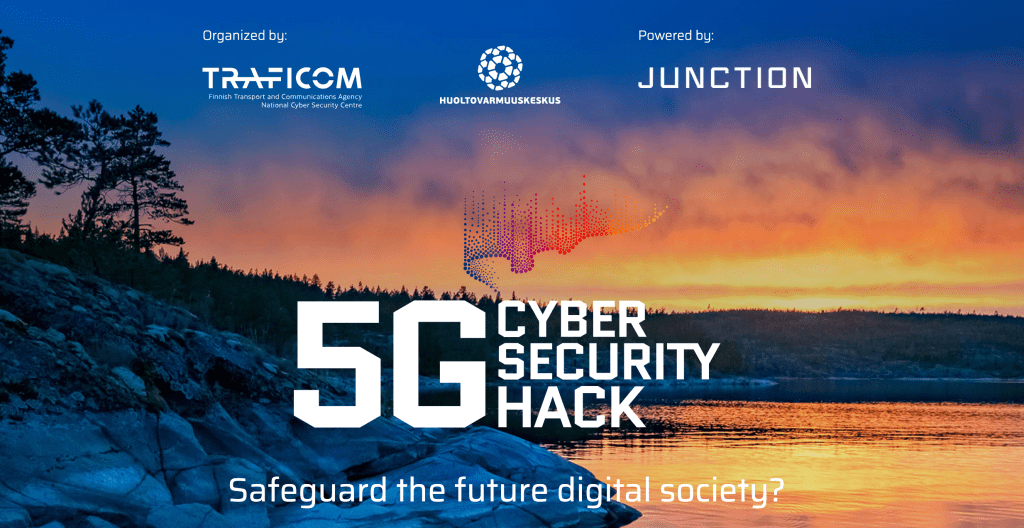 Organized by:
TRAFICOM
Finnish Transport and Communications Agency
National Cyber Security Centre
HUOLTOVARMUUSKESKUS
Powered by:
JUNCTION
5G
CYBER
SECURITY
HACK
Safeguard the future digital society?